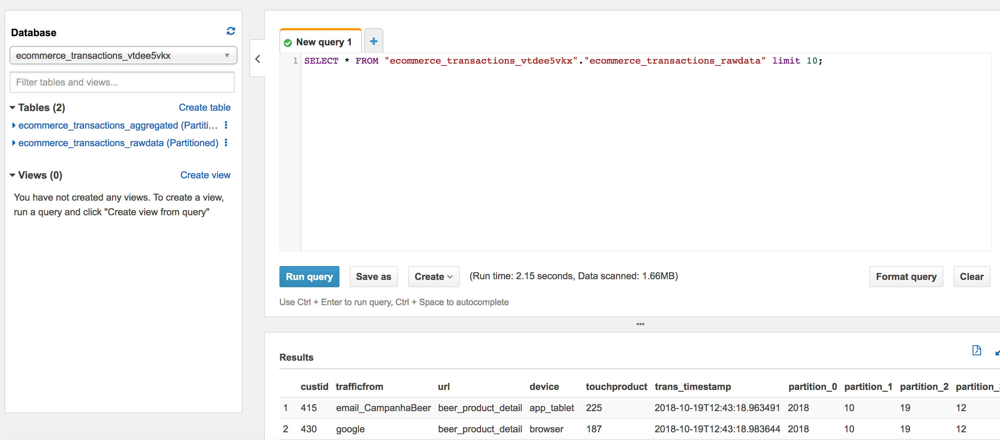 Database
ecommerce_transactions_vtdee5vkx
Filter tables and views...
Tables (2) Create table
ecommerce_transactions_aggregated (Partiti...
ecommerce_transactions_rawdata (Partitioned)
Views (0) Create view
You have not created any views. To create a view,
run a query and click "Create view from query"
New query 1 +
1 SELECT * FROM "ecommerce_transactions_vtdee5vkx"."ecommerce_transactions_rawdata" limit 10;
Run query Save as Create (Run time: 2.15 seconds, Data scanned: 1.66MB) Format query Clear
Use Ctrl + Enter to run query, Ctrl + Space to autocomplete
Results
custid trafficfrom url device touchproduct trans_timestamp partition_0 partition_1 partition_2 partition_
1 415 email_CampanhaBeer beer_product_detail app_tablet 225 2018-10-19T12:43:18.963491 2018 10 19 12
2 430 google beer_product_detail browser 187 2018-10-19T12:43:18.983644 2018 10 19 12